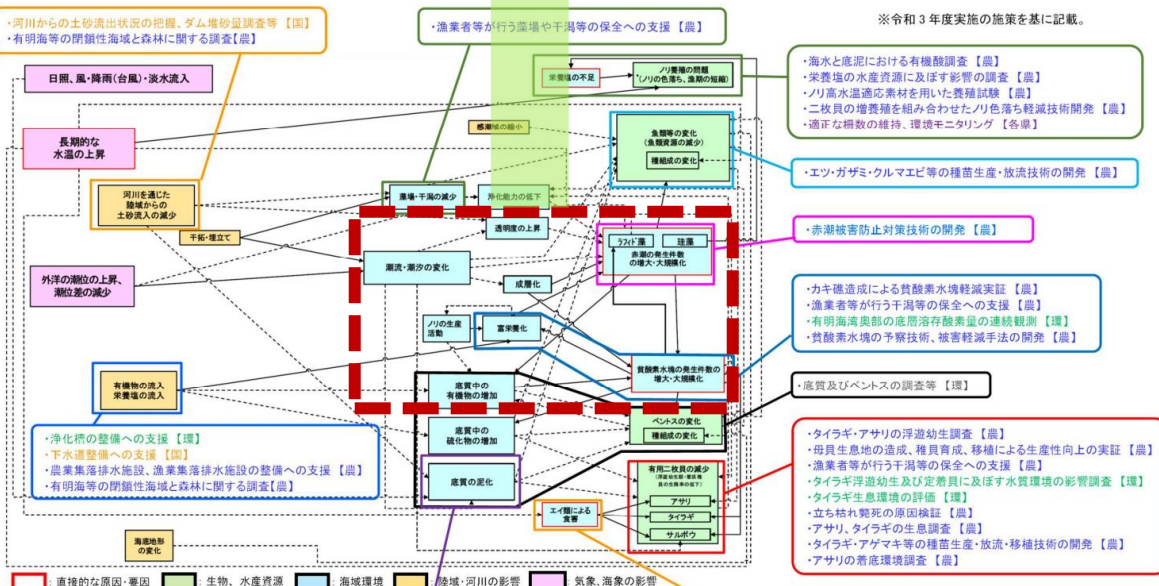 ※令和3年度実施の施策を基に記載。
・河川からの土砂流出状況の把握、ダム堆砂量調査等【国】
・有明海等の閉鎖性海域と森林に関する調査【農】
・漁業者等が行う藻場や干潟等の保全への支援【農】
・海水と底泥における有機酸調査【農】
・栄養塩の水産資源に及ぼす影響の調査【農】
・ノリ高水温適応素材を用いた養殖試験【農】
・二枚貝の増養殖を組み合わせたノリ色落ち軽減技術開発【農】
・適正な柵数の維持、環境モニタリング【各県】
日照、風・降雨(台風)・淡水流入
栄養塩の不足
ノリ養殖の問題
(ノリの色落ち、漁期の短縮)
長期的な
水温の上昇
感潮域の縮小
魚類等の変化
(魚類資源の減少)
種組成の変化
・エツ・ガザミ・クルマエビ等の種苗生産・放流技術の開発【農】
河川を通じた
陸域からの
土砂流入の減少
藻場・干潟の減少
浄化能力の低下
干拓・埋立て
透明度の上昇
ラフィド藻
珪藻
赤潮の発生件数
の増大・大規模化
・赤潮被害防止対策技術の開発【農】
外洋の潮位の上昇、
潮位差の減少
潮流・潮汐の変化
成層化
・カキ礁造成による貧酸素水塊軽減実証【農】
・漁業者等が行う干潟等の保全への支援【農】
・有明海湾奥部の底層溶存酸素量の連続観測【環】
・貧酸素水塊の予察技術、被害軽減手法の開発【農】
ノリの生産
活動
富栄養化
貧酸素水塊の発生件数の
増大・大規模化
有機物の流入
栄養塩の流入
底質中の
有機物の増加
・底質及びベントスの調査等【環】
ベントスの変化
種組成の変化
・浄化槽の整備への支援【環】
・下水道整備への支援【国】
・農業集落排水施設、漁業集落排水施設の整備への支援【農】
・有明海等の閉鎖性海域と森林に関する調査【農】
底質中の
硫化物の増加
底質の泥化
有用二枚貝の減少
アサリ
タイラギ
サルボウ
・タイラギ・アサリの浮遊幼生調査【農】
・母貝生息地の造成、稚貝育成、移植による生産性向上の実証【農】
・漁業者等が行う干潟等の保全への支援【農】
・タイラギ浮遊幼生及び定着貝に及ぼす水質環境の影響調査【環】
・タイラギ生息環境の評価【環】
・立ち枯れ斃死の原因検証【農】
・アサリ、タイラギの生息調査【農】
・タイラギ・アゲマキ等の種苗生産・放流・移植技術の開発【農】
・アサリの着底環境調査【農】
エイ類による
食害
海底地形
の変化
:直接的な原因・要因
:生物、水産資源
:海域環境
:陸域・河川の影響
:気象、海象の影響